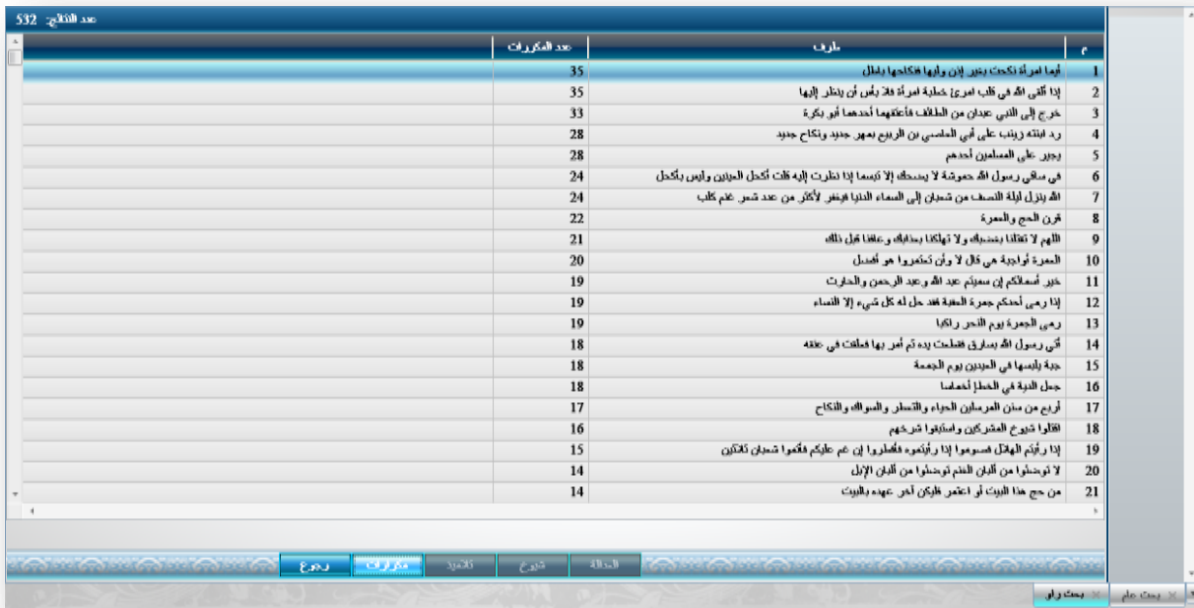 عدد النتائج: 532
م طرف عدد المكررات
1 أيما امرأة نكحت بغير إذن وليها فنكاحها باطل 35
2 إذا ألقى الله في قلب امرئ خطبة امرأة فلا بأس أن ينظر إليها 35
3 خرج إلى النبي عبدان من الطائف فأعتقهما أحدهما أبو بكرة 33
4 رد ابنته زينب على أبي العاصي بن الربيع بمهر جديد ونكاح جديد 28
5 يجير على المسلمين أحدهم 28
6 في ساقي رسول الله حموشة لا يضحك إلا تبسما إذا نظرت إليه قلت أكحل العينين وليس بأكحل 24
7 الله ينزل ليلة النصف من شعبان إلى السماء الدنيا فيغفر لأكثر من عدد شعر غنم كلب 24
8 قرن الحج والعمرة 22
9 اللهم لا تقتلنا بغضبك ولا تهلكنا بعذابك وعافنا قبل ذلك 21
10 العمرة أواجبة هي قال لا وأن تعتمروا هو أفضل 20
11 خير أسمائكم إن سميتم عبد الله وعبد الرحمن والحارث 19
12 إذا رمى أحدكم جمرة العقبة فقد حل له كل شيء إلا النساء 19
13 رمى الجمرة يوم النحر راكبا 19
14 أتي رسول الله بسارق فقطعت يده ثم أمر بها فعلقت في عنقه 18
15 جبة يلبسها في العيدين يوم الجمعة 18
16 جعل الدية في الخطإ أخماسا 18
17 أربع من سنن المرسلين الحياء والتعطر والسواك والنكاح 17
18 اقتلوا شيوخ المشركين واستبقوا شرخهم 16
19 إذا رأيتم الهلال فصوموا إذا رأيتموه فأفطروا إن غم عليكم فأتموا شعبان ثلاثين 15
20 لا توضئوا من ألبان الغنم توضئوا من ألبان الإبل 14
21 من حج هذا البيت أو اعتمر فليكن آخر عهده بالبيت 14
العدالة شيوخ تلاميذ مكررات رجوع
بحث عام بحث راو